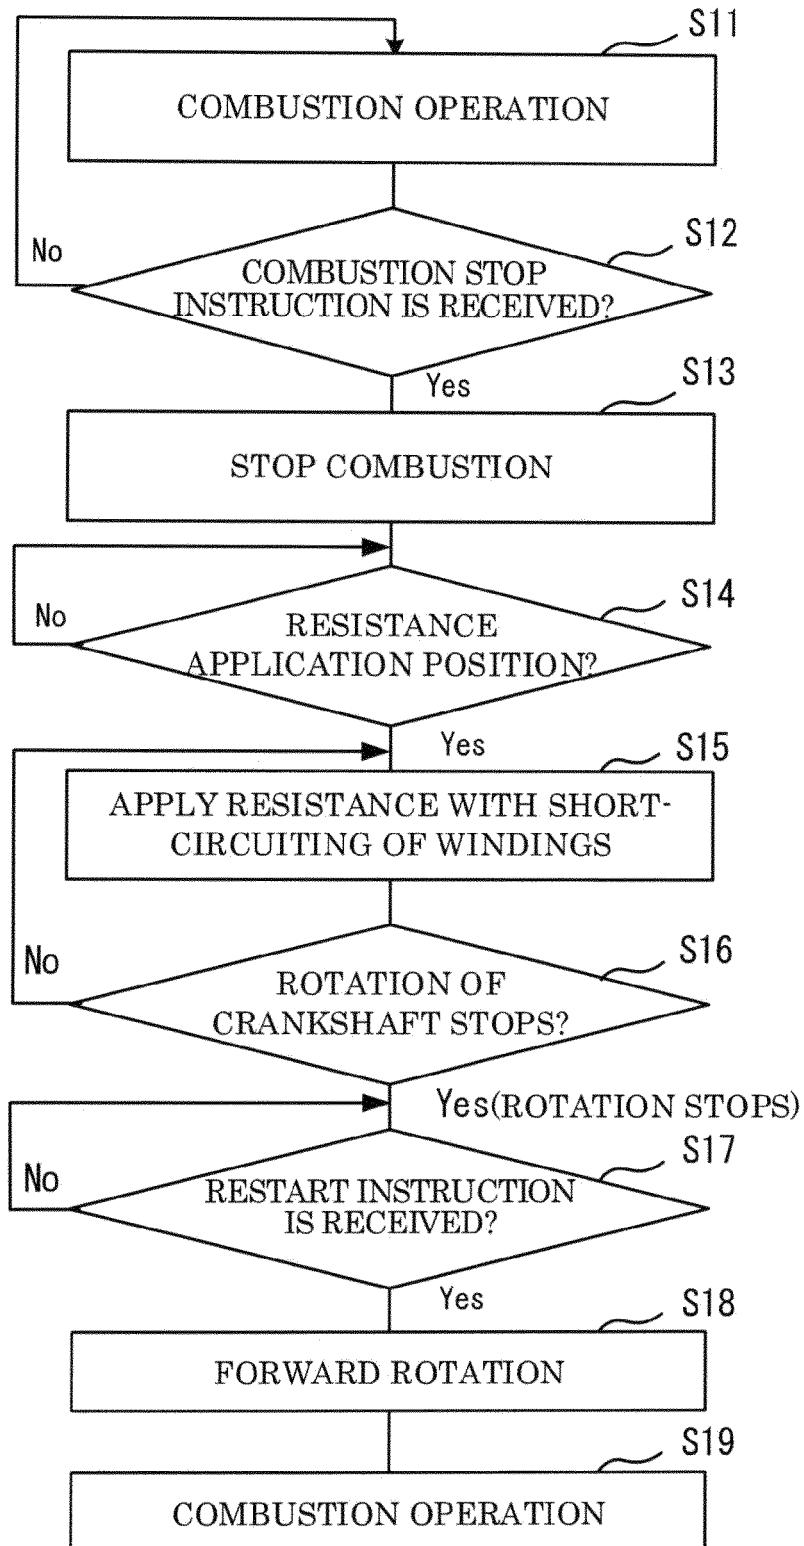 S11
COMBUSTION OPERATION
S12
No
COMBUSTION STOP
INSTRUCTION IS RECEIVED?
Yes
S13
STOP COMBUSTION
S14
No
RESISTANCE
APPLICATION POSITION?
Yes
S15
APPLY RESISTANCE WITH SHORT-
CIRCUITING OF WINDINGS
S16
No
ROTATION OF
CRANKSHAFT STOPS?
Yes(ROTATION STOPS)
S17
No
RESTART INSTRUCTION
IS RECEIVED?
Yes
S18
FORWARD ROTATION
S19
COMBUSTION OPERATION